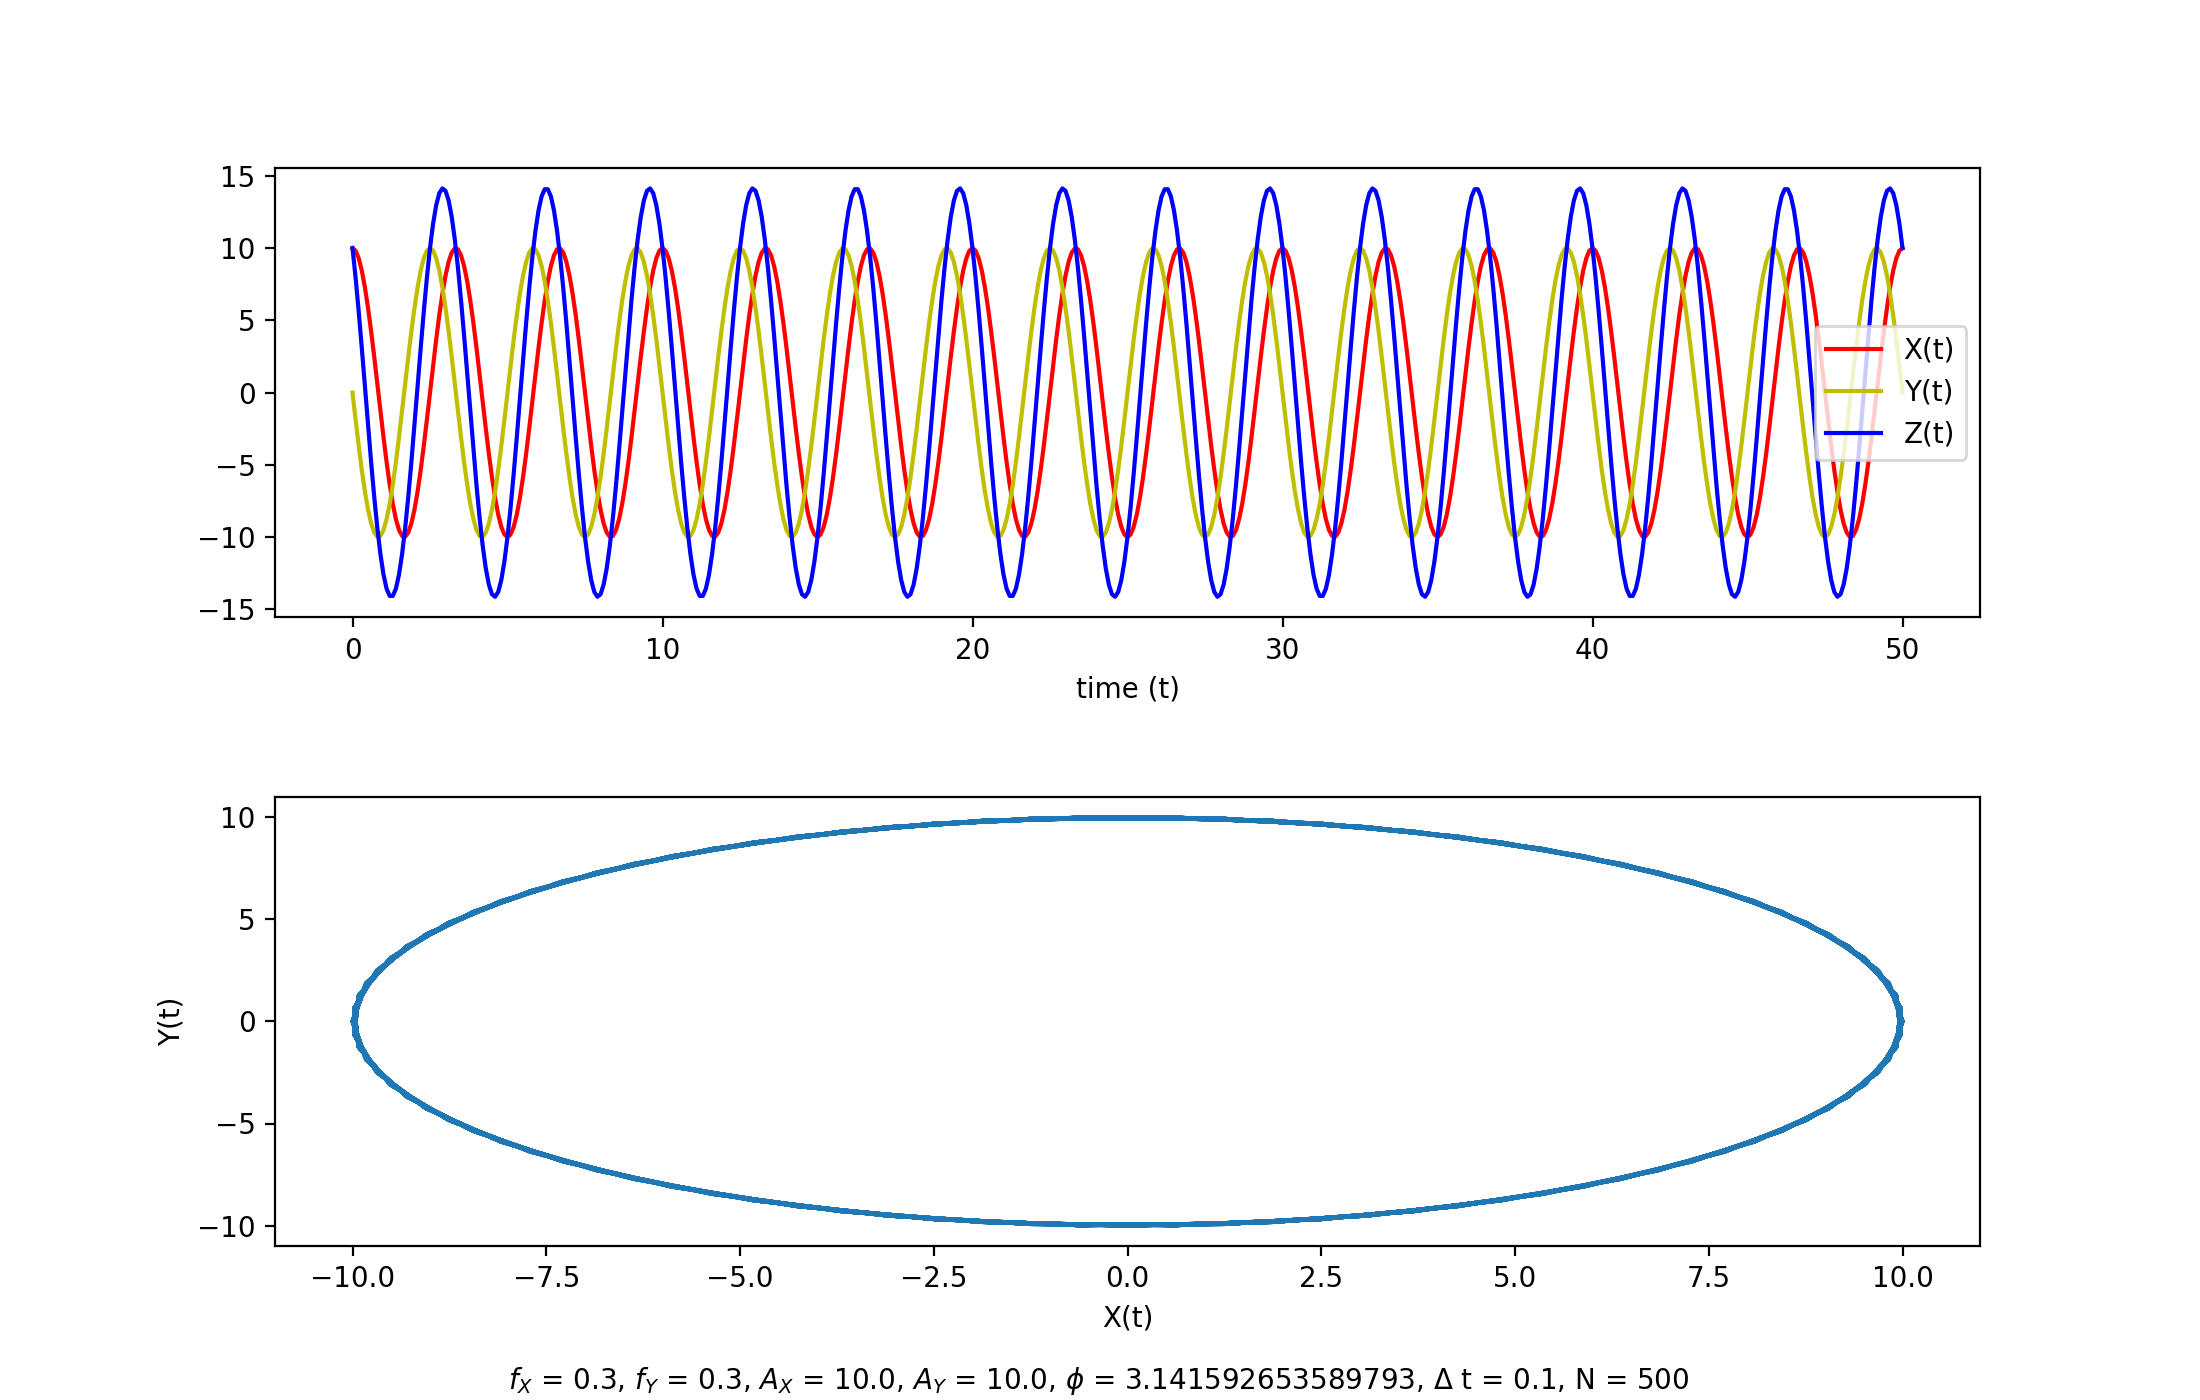 15
10
5
0
−5
−10
−15
X(t)
Y(t)
Z(t)
0 10 20 30 40 50
time (t)
10
5
0
−5
−10
Y(t)
−10.0 −7.5 −5.0 −2.5 0.0 2.5 5.0 7.5 10.0
X(t)
f_X = 0.3, f_Y = 0.3, A_X = 10.0, A_Y = 10.0, ϕ = 3.141592653589793, Δ t = 0.1, N = 500